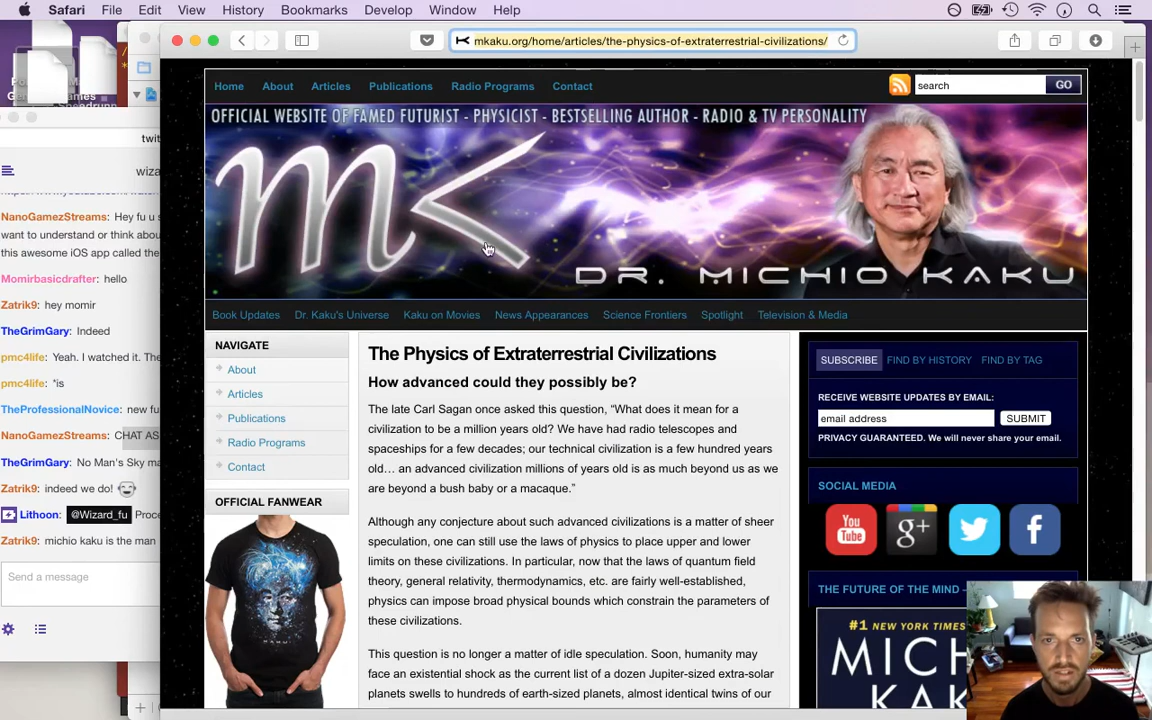 Safari File Edit View History Bookmarks Develop Window Help
mkaku.org/home/articles/the-physics-of-extraterrestrial-civilizations/
Home About Articles Publications Radio Programs Contact
search GO
OFFICIAL WEBSITE OF FAMED FUTURIST - PHYSICIST - BESTSELLING AUTHOR - RADIO & TV PERSONALITY
mK
DR. MICHIO KAKU
Book Updates Dr. Kaku's Universe Kaku on Movies News Appearances Science Frontiers Spotlight Television & Media
twit
wiza
NanoGamezStreams: Hey fu u s
want to understand or think abou
this awesome iOS app called the
Momirbasicdrafter: hello
Zatrik9: hey momir
TheGrimGary: Indeed
pmc4life: Yeah. I watched it. The
pmc4life: *is
TheProfessionalNovice: new fu
NanoGamezStreams: CHAT AS
TheGrimGary: No Man's Sky ma
Zatrik9: indeed we do!
Lithoon: @Wizard_fu Proce
Zatrik9: michio kaku is the man
Send a message
NAVIGATE
About
Articles
Publications
Radio Programs
Contact
OFFICIAL FANWEAR
The Physics of Extraterrestrial Civilizations
How advanced could they possibly be?
The late Carl Sagan once asked this question, “What does it mean for a
civilization to be a million years old? We have had radio telescopes and
spaceships for a few decades; our technical civilization is a few hundred years
old… an advanced civilization millions of years old is as much beyond us as we
are beyond a bush baby or a macaque.”
Although any conjecture about such advanced civilizations is a matter of sheer
speculation, one can still use the laws of physics to place upper and lower
limits on these civilizations. In particular, now that the laws of quantum field
theory, general relativity, thermodynamics, etc. are fairly well-established,
physics can impose broad physical bounds which constrain the parameters of
these civilizations.
This question is no longer a matter of idle speculation. Soon, humanity may
face an existential shock as the current list of a dozen Jupiter-sized extra-solar
planets swells to hundreds of earth-sized planets, almost identical twins of our
SUBSCRIBE FIND BY HISTORY FIND BY TAG
RECEIVE WEBSITE UPDATES BY EMAIL:
email address SUBMIT
PRIVACY GUARANTEED. We will never share your email.
SOCIAL MEDIA
You
Tube
g+
f
THE FUTURE OF THE MIND –
#1 NEW YORK TIMES
MICH
KAK